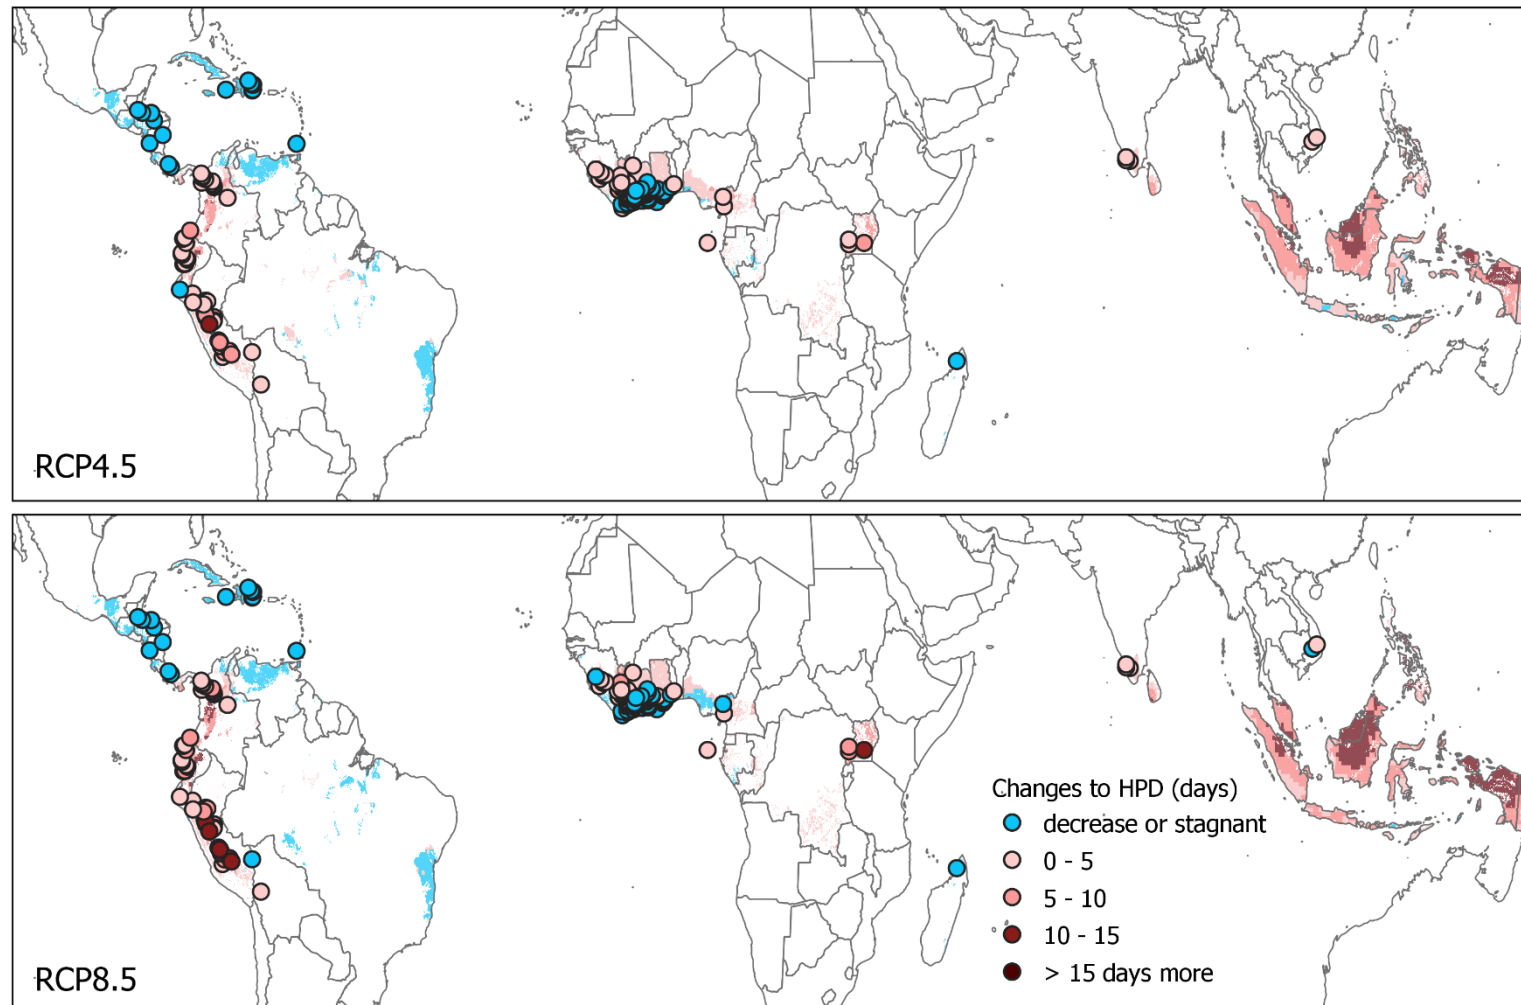 RCP4.5
Changes to HPD (days)
decrease or stagnant
0 - 5
5 - 10
10 - 15
> 15 days more
RCP8.5